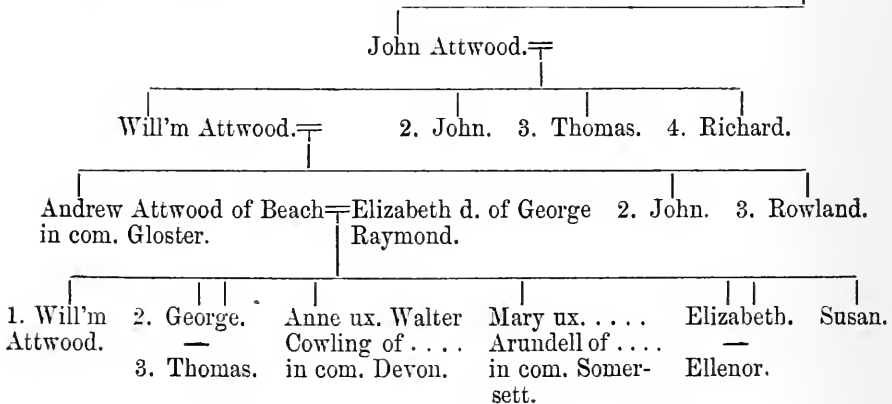 John Attwood.
Will'm Attwood. 2. John. 3. Thomas. 4. Richard.
Andrew Attwood of Beach
in com. Gloster.
Elizabeth d. of George
Raymond.
2. John. 3. Rowland.
1. Will'm
Attwood.
2. George.
—
3. Thomas.
Anne ux. Walter
Cowling of ....
in com. Devon.
Mary ux. .....
Arundell of ....
in com. Somer-
sett.
Elizabeth.
—
Ellenor.
Susan.